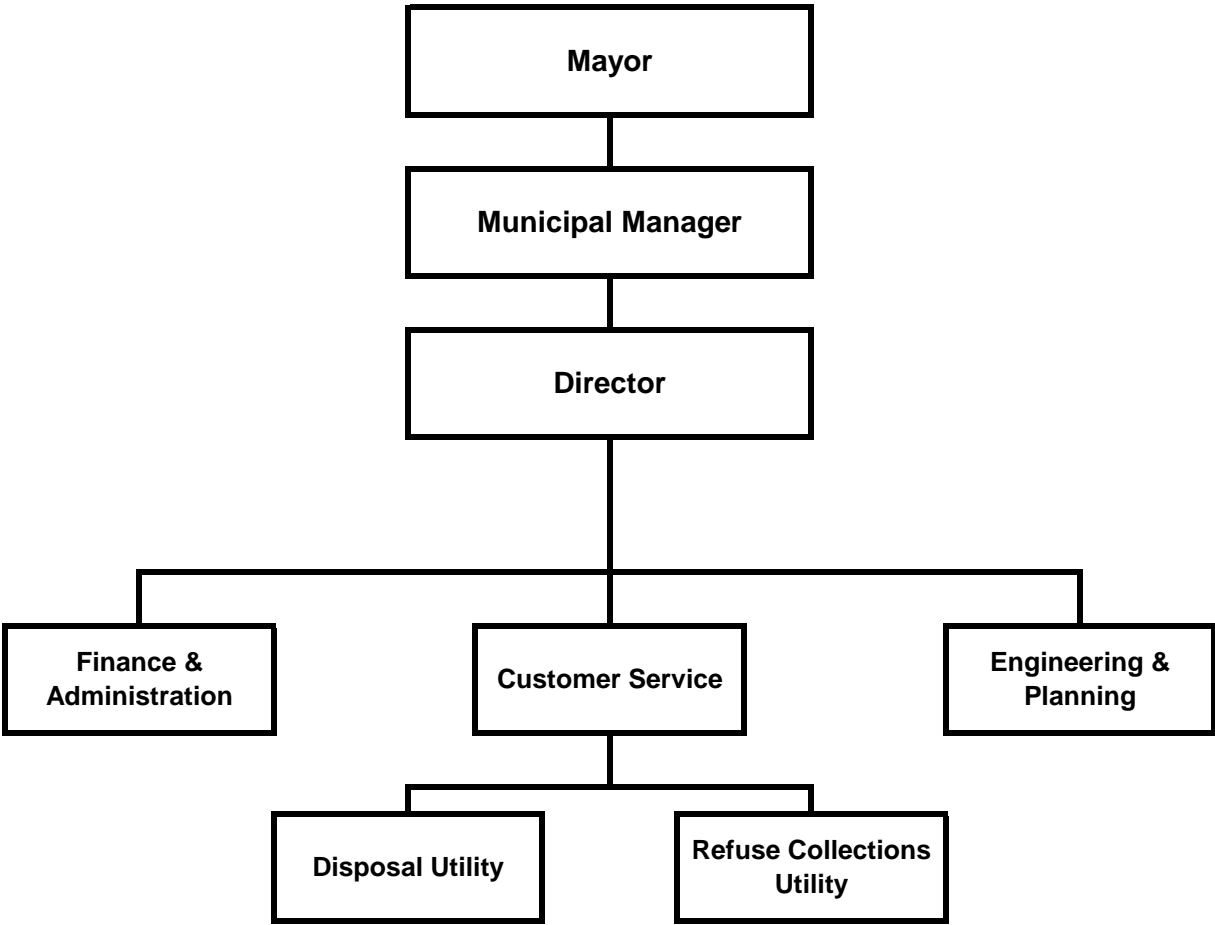 Mayor
Municipal Manager
Director
Finance &
Administration
Customer Service
Engineering &
Planning
Disposal Utility
Refuse Collections
Utility